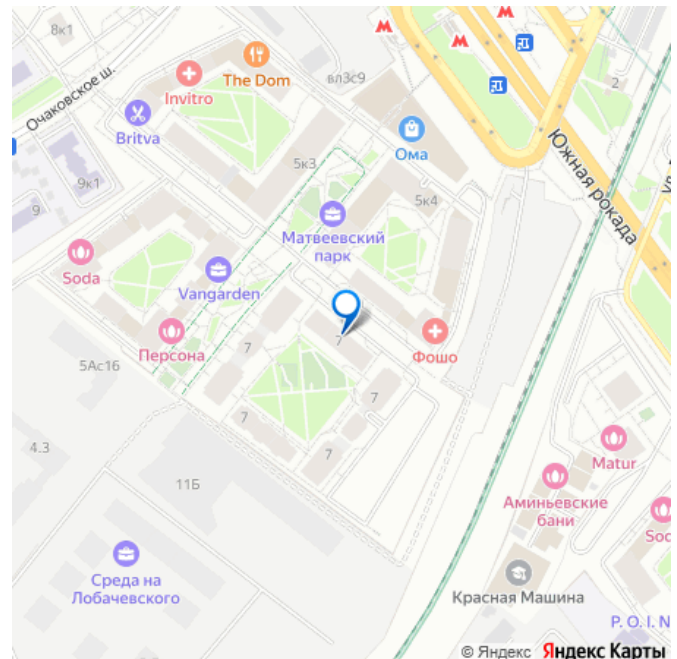 8к1
М
М
The Dom
вл3с9
2
Invitro
Очаковское ш.
Britva
Ома
Южная рокада
9к1
5к3
9
5к4
Матвеевский
парк
Soda
Vangarden
Персона
7
Фошо
5Ас16
7
7
7
4.3
Matur
11Б
Аминьевские
бани
Soc
Среда на
Лобачевского
Красная Машина
P. O. I. N
© Яндекс Яндекс Карты